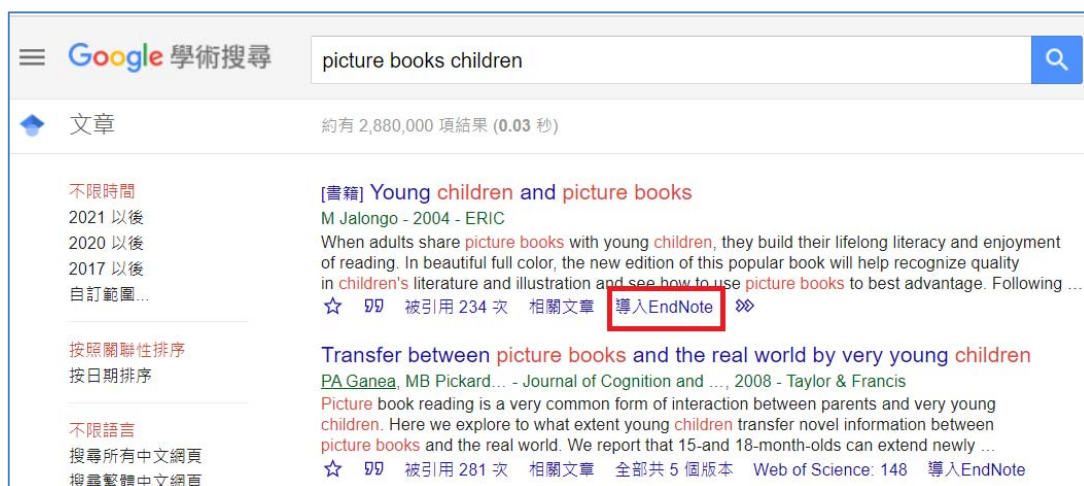 Google 學術搜尋
picture books children
文章
約有 2,880,000 項結果 (0.03 秒)
不限時間
2021 以後
2020 以後
2017 以後
自訂範圍...
按照關聯性排序
按日期排序
不限語言
搜尋所有中文網頁
搜尋繁體中文網頁
[書籍] Young children and picture books
M Jalongo - 2004 - ERIC
When adults share picture books with young children, they build their lifelong literacy and enjoyment
of reading. In beautiful full color, the new edition of this popular book will help recognize quality
in children's literature and illustration and see how to use picture books to best advantage. Following ...
被引用 234 次 相關文章 導入EndNote
Transfer between picture books and the real world by very young children
PA Ganea, MB Pickard... - Journal of Cognition and ..., 2008 - Taylor & Francis
Picture book reading is a very common form of interaction between parents and very young
children. Here we explore to what extent young children transfer novel information between
picture books and the real world. We report that 15-and 18-month-olds can extend newly ...
被引用 281 次 相關文章 全部共 5 個版本 Web of Science: 148 導入EndNote